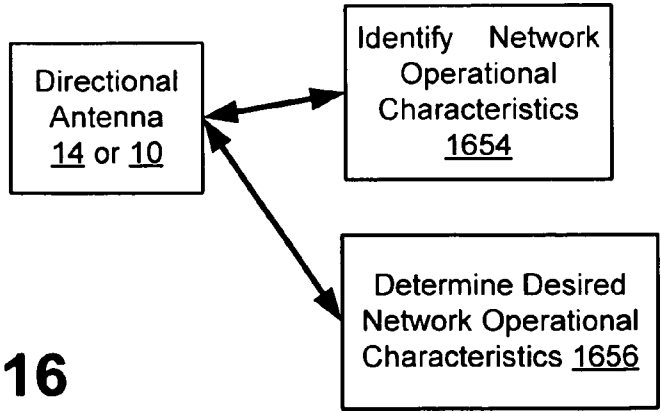 Directional
Antenna
14 or 10
Identify Network
Operational
Characteristics
1654
Determine Desired
Network Operational
Characteristics 1656
16